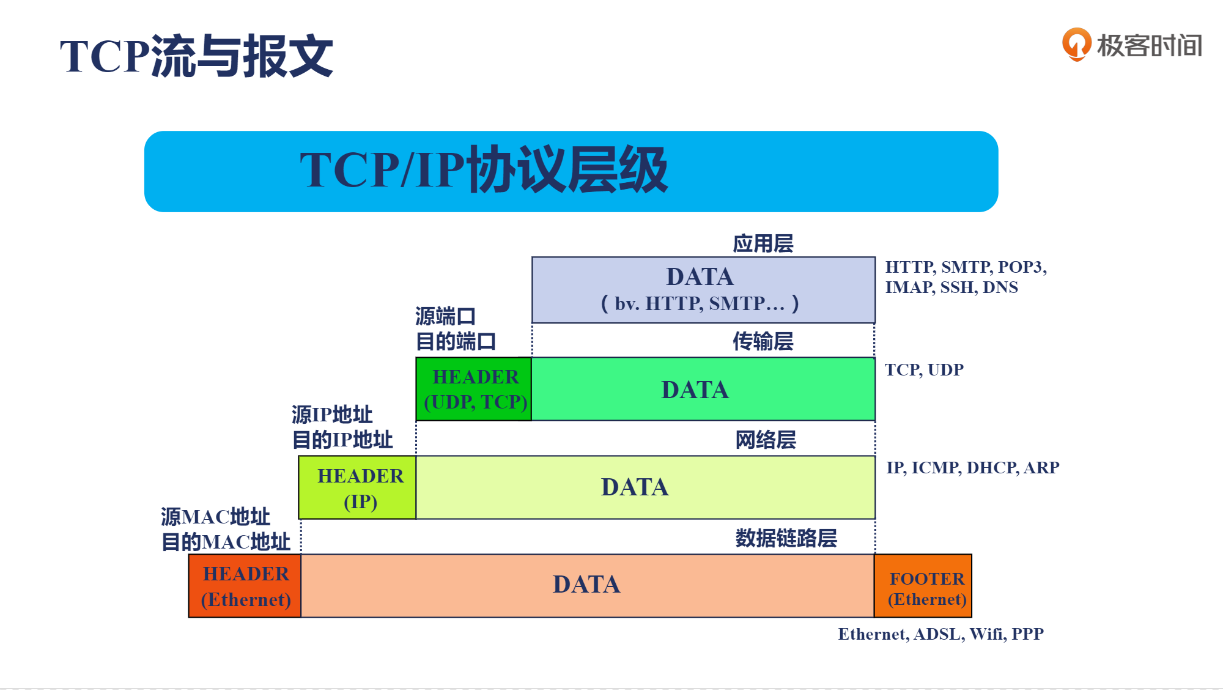 TCP流与报文
极客时间
TCP/IP协议层级
应用层
DATA
( bv. HTTP, SMTP… )
HTTP, SMTP, POP3,
IMAP, SSH, DNS
源端口
目的端口
传输层
HEADER
(UDP, TCP)
DATA
TCP, UDP
源IP地址
目的IP地址
网络层
HEADER
(IP)
DATA
IP, ICMP, DHCP, ARP
源MAC地址
目的MAC地址
数据链路层
HEADER
(Ethernet)
DATA
FOOTER
(Ethernet)
Ethernet, ADSL, Wifi, PPP